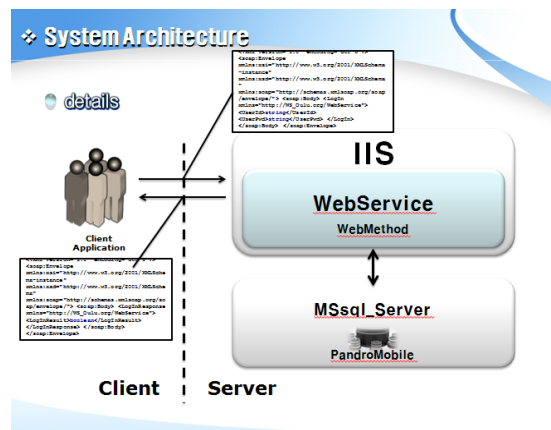 System Architecture
details
<soap:Envelope
xmlns:xsi="http://www.w3.org/2001/XMLSchema
-instance"
xmlns:xsd="http://www.w3.org/2001/XMLSchema
"
xmlns:soap="http://schemas.xmlsoap.org/soap
/envelope/"> <soap:Body> <LogIn
xmlns="http://WS_Oulu.org/WebService">
<UserId>string</UserId>
<UserPwd>string</UserPwd> </LogIn>
</soap:Body> </soap:Envelope>
IIS
WebService
WebMethod
Client
Application
<soap:Envelope
xmlns:xsi="http://www.w3.org/2001/XMLSche
ma-instance"
xmlns:xsd="http://www.w3.org/2001/XMLSche
ma"
xmlns:soap="http://schemas.xmlsoap.org/so
ap/envelope/"> <soap:Body> <LogInResponse
xmlns="http://WS_Oulu.org/WebService">
<LogInResult>boolean</LogInResult>
</LogInResponse> </soap:Body>
</soap:Envelope>
MSsql_Server
PandroMobile
Client
Server